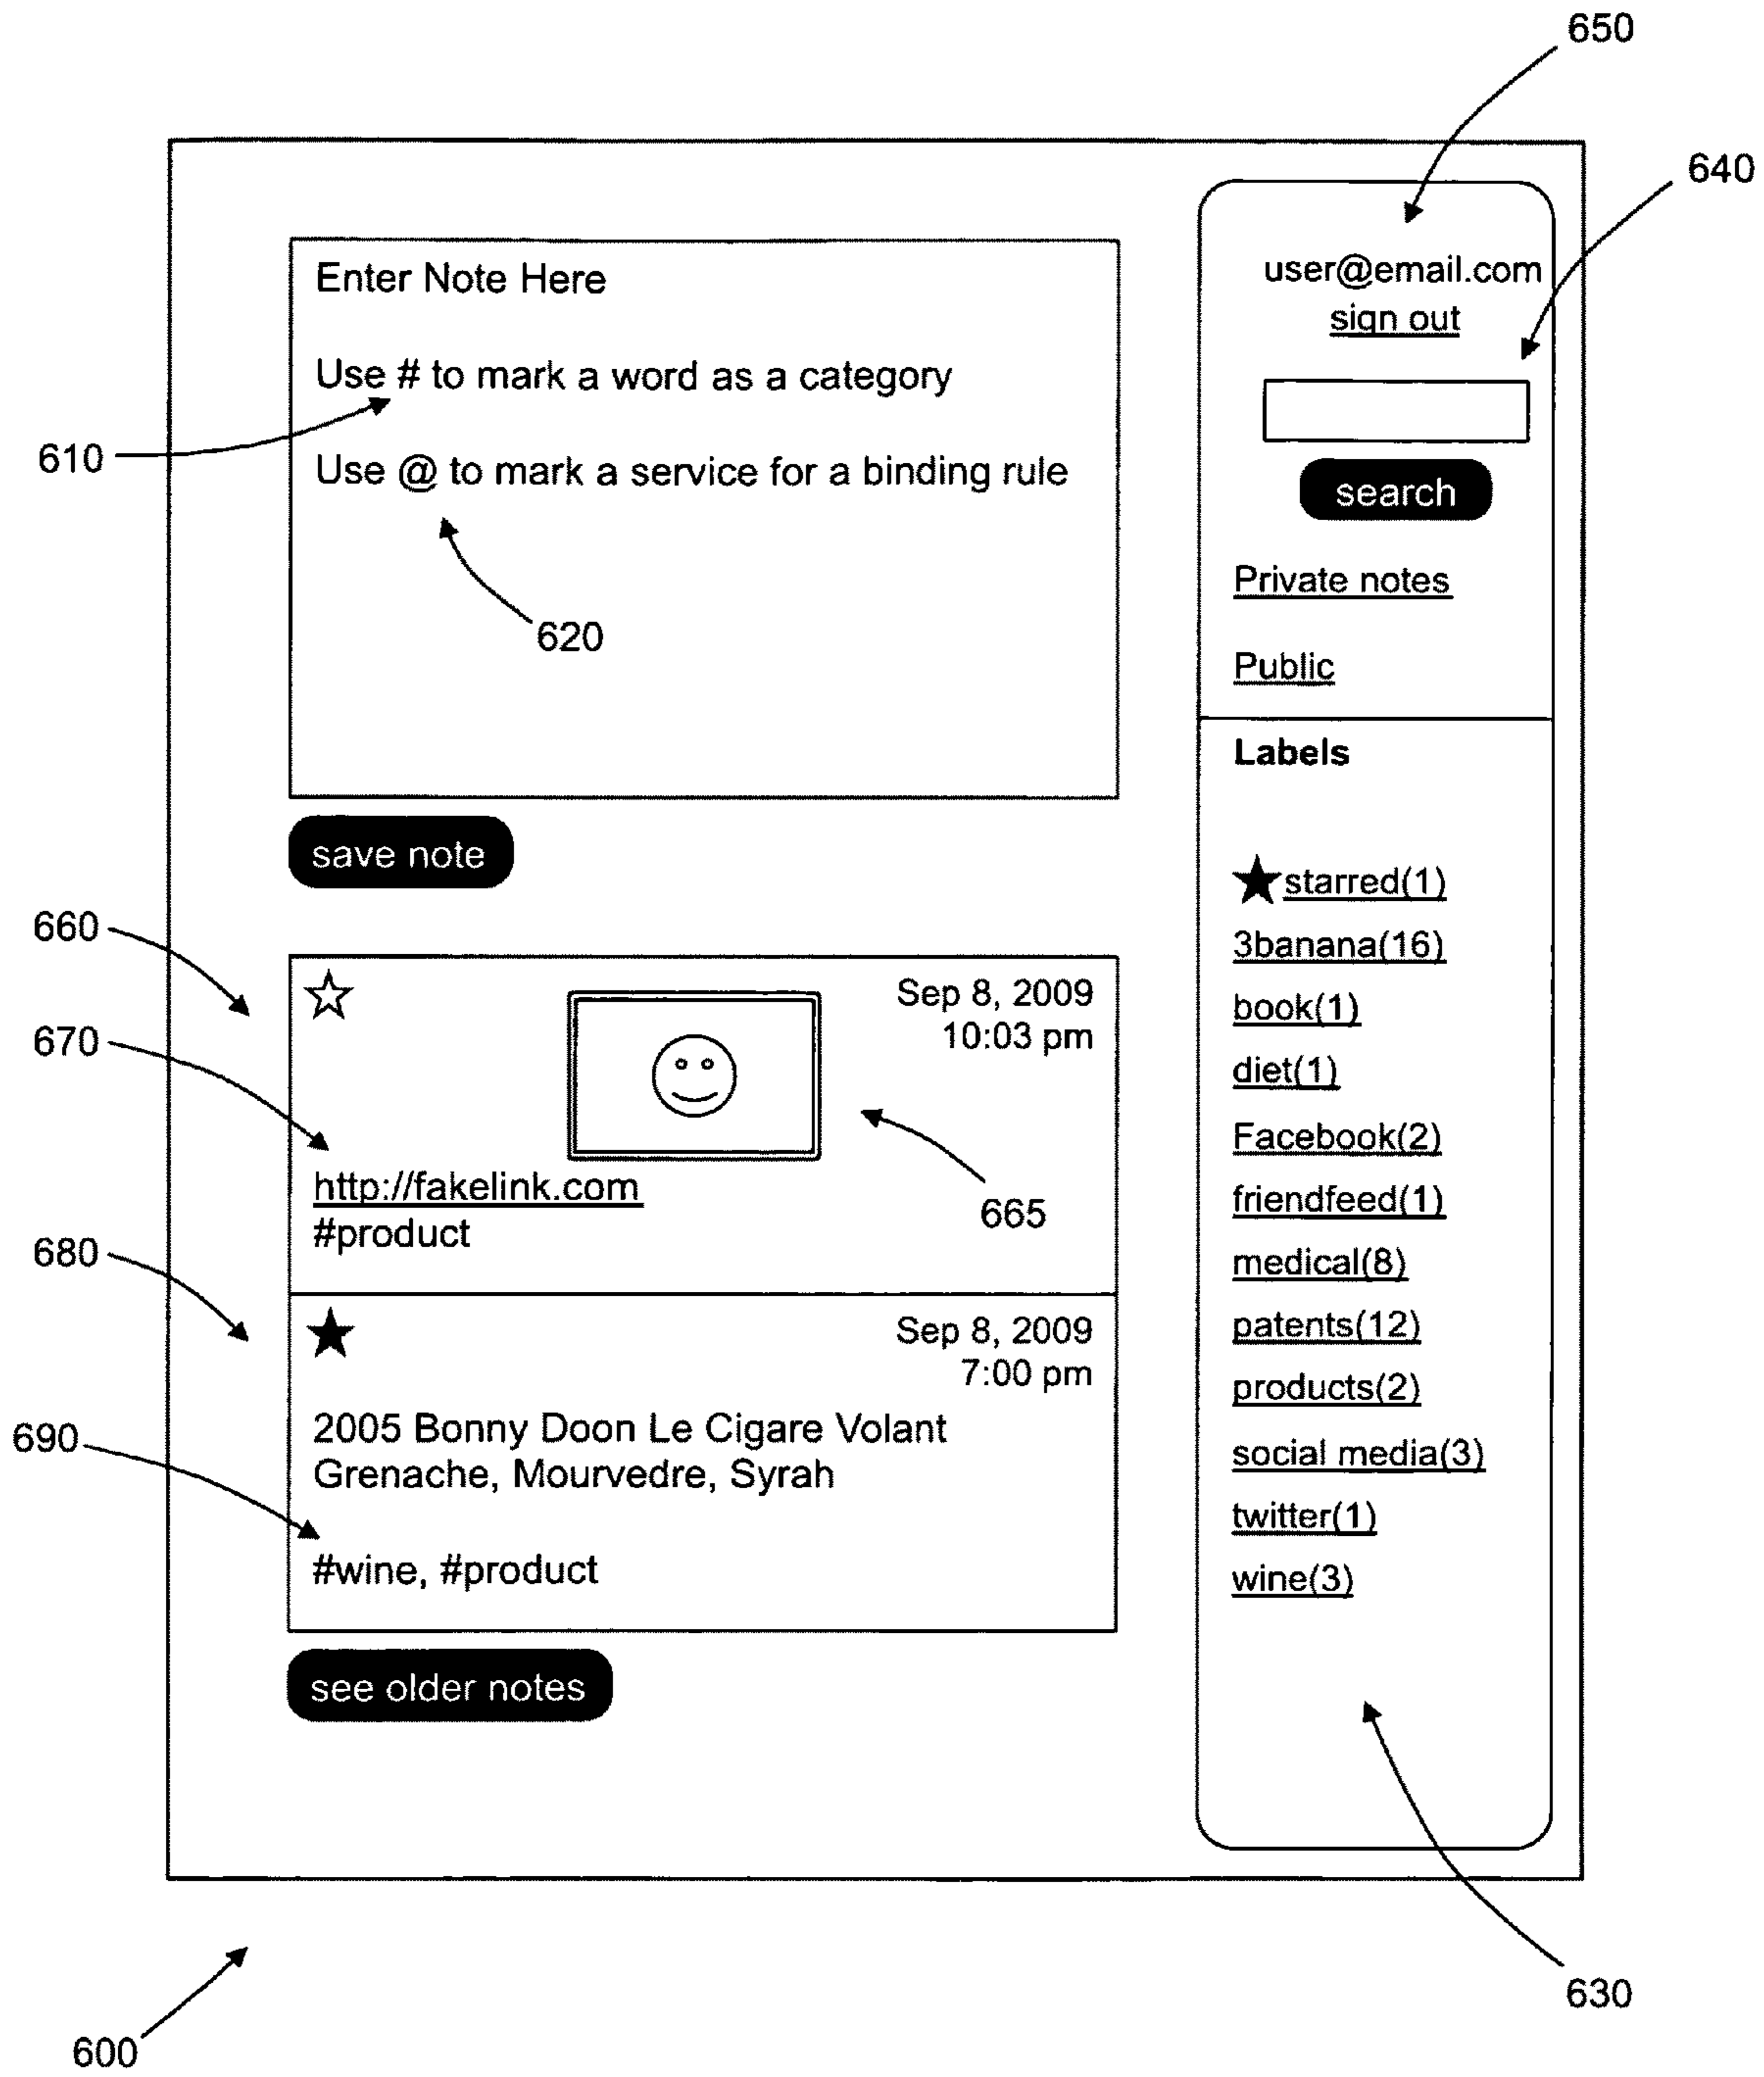 650
640
user@email.com
sign out
search
Private notes
Public
Enter Note Here
Use # to mark a word as a category
610
Use @ to mark a service for a binding rule
620
save note
Labels
starred(1)
3banana(16)
book(1)
diet(1)
Facebook(2)
friendfeed(1)
medical(8)
patents(12)
products(2)
social media(3)
twitter(1)
wine(3)
660
Sep 8, 2009
10:03 pm
670
http://fakelink.com
#product
665
680
Sep 8, 2009
7:00 pm
2005 Bonny Doon Le Cigare Volant
Grenache, Mourvedre, Syrah
690
#wine, #product
see older notes
630
600